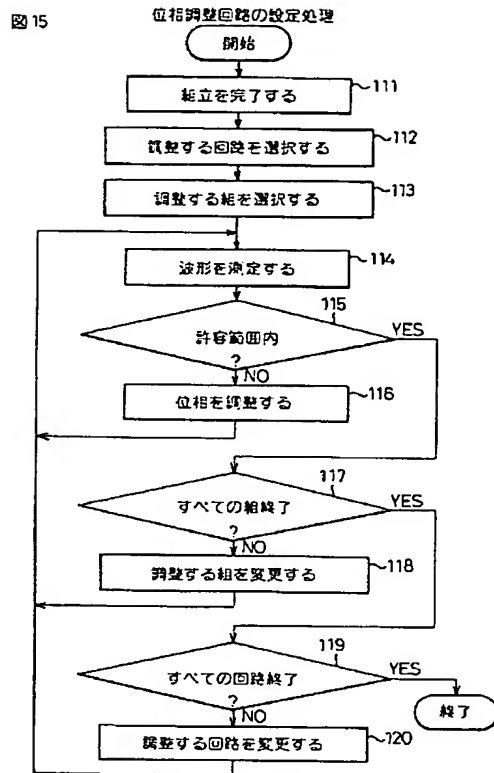 図15
位相調整回路の設定処理
開始
組立を完了する
111
調整する回路を選択する
112
調整する組を選択する
113
波形を測定する
114
115
許容範囲内
?
YES
NO
位相を調整する
116
117
すべての組終了
?
YES
NO
調整する組を変更する
118
119
すべての回路終了
?
YES
NO
終了
調整する回路を変更する
120